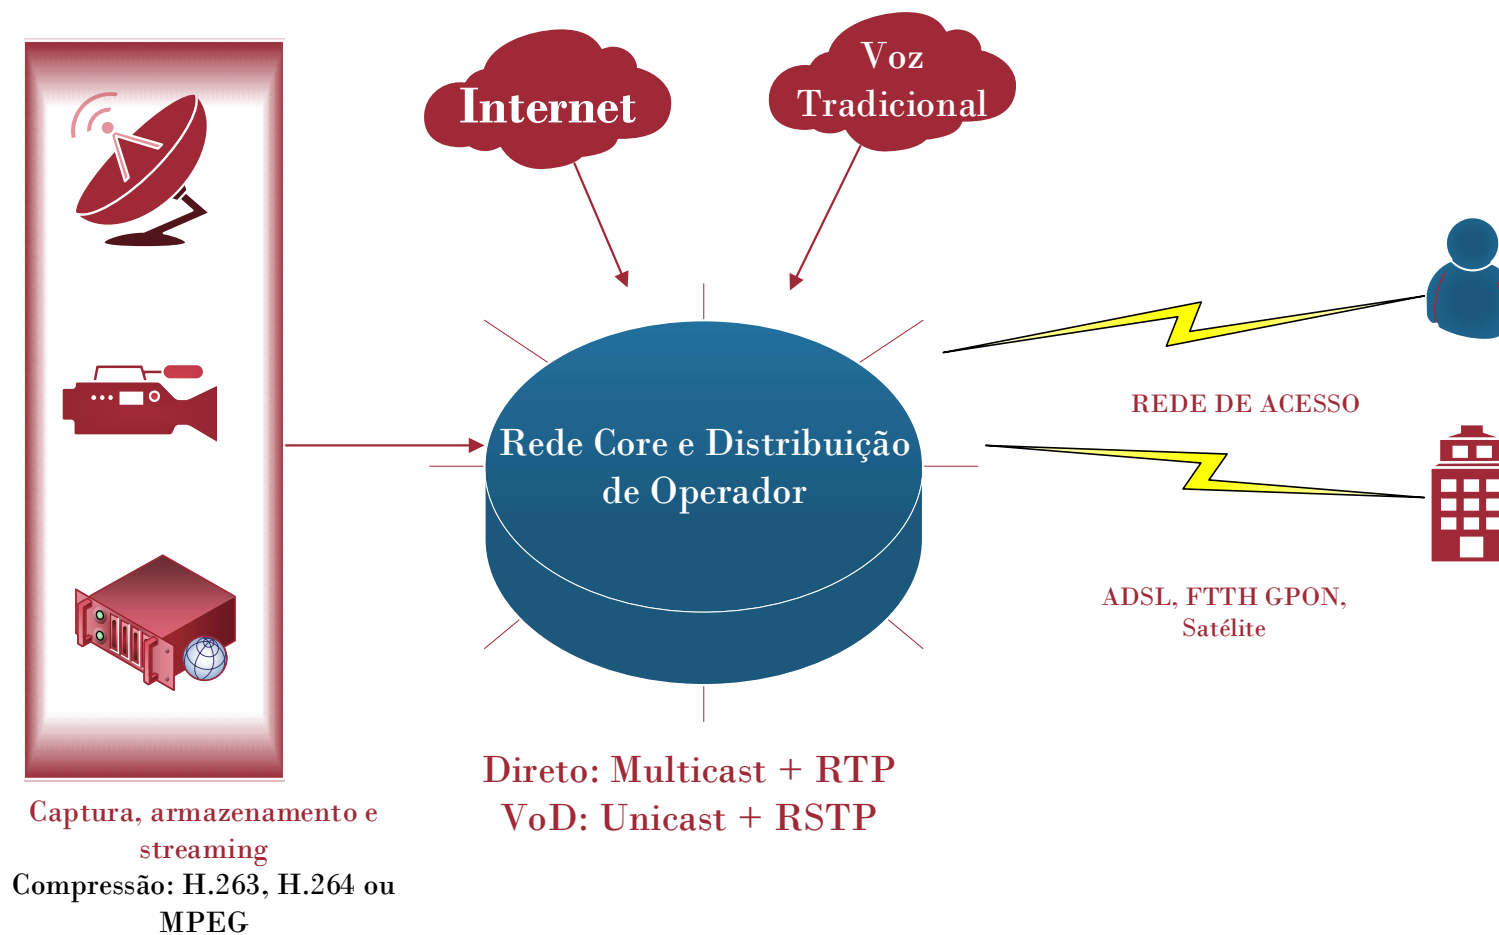 Internet
Voz
Tradicional
REDE DE ACESSO
Rede Core e Distribuição
de Operador
ADSL, FTTH GPON,
Satélite
Direto: Multicast + RTP
VoD: Unicast + RSTP
Captura, armazenamento e
streaming
Compressão: H.263, H.264 ou
MPEG